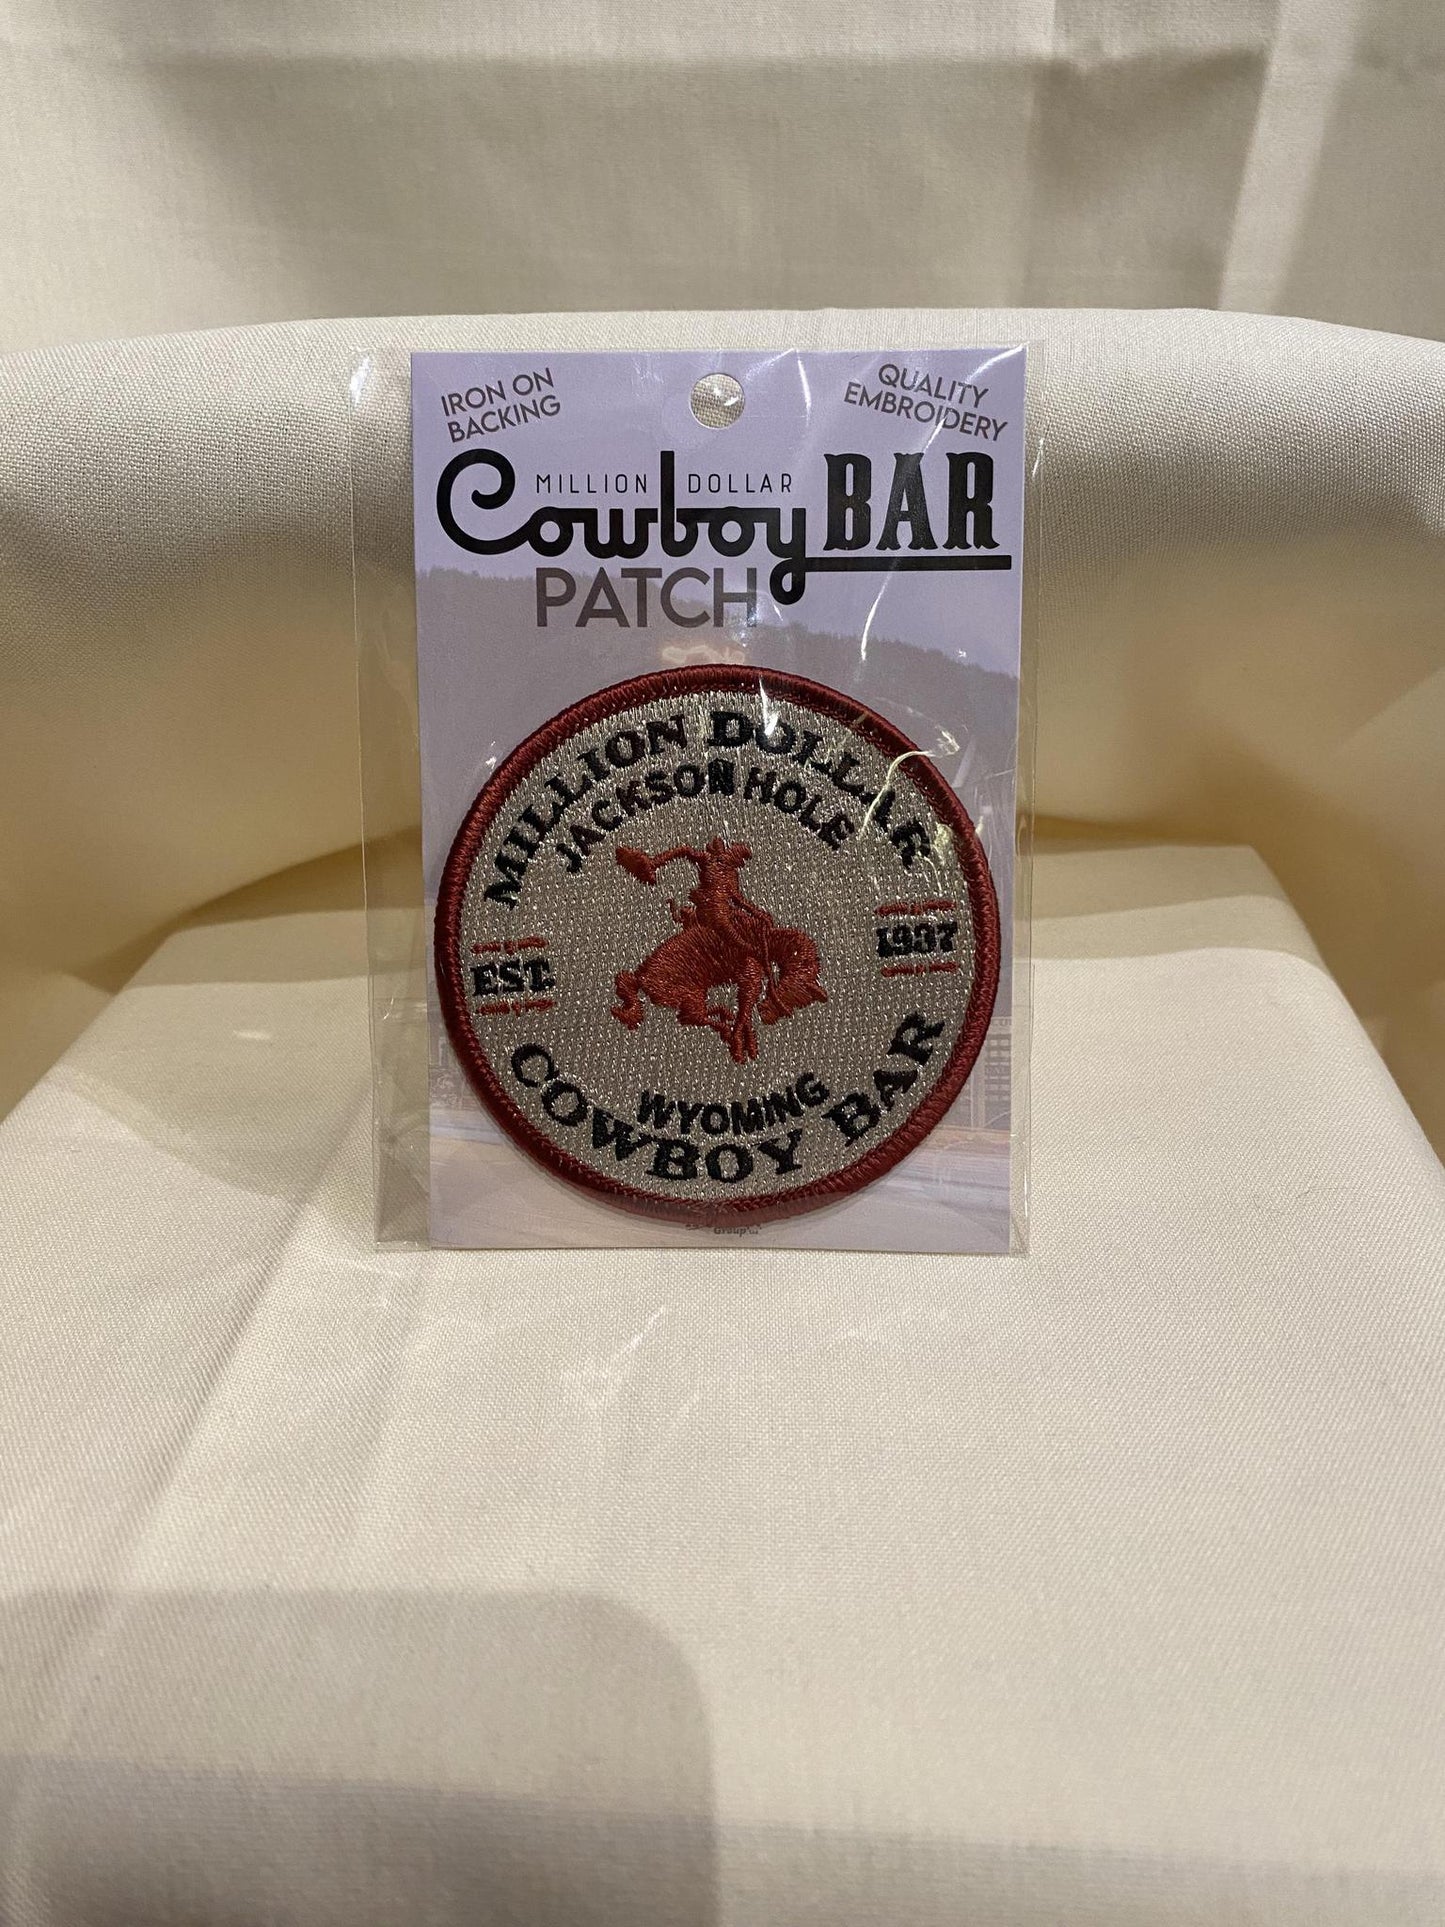 IRON ON
BACKING
QUALITY
EMBROIDERY
MILLION DOLLAR
Cowboy BAR
PATCH
MILLION DOLLAR
JACKSON HOLE
EST.
1937
WYOMING
COWBOY BAR
Group